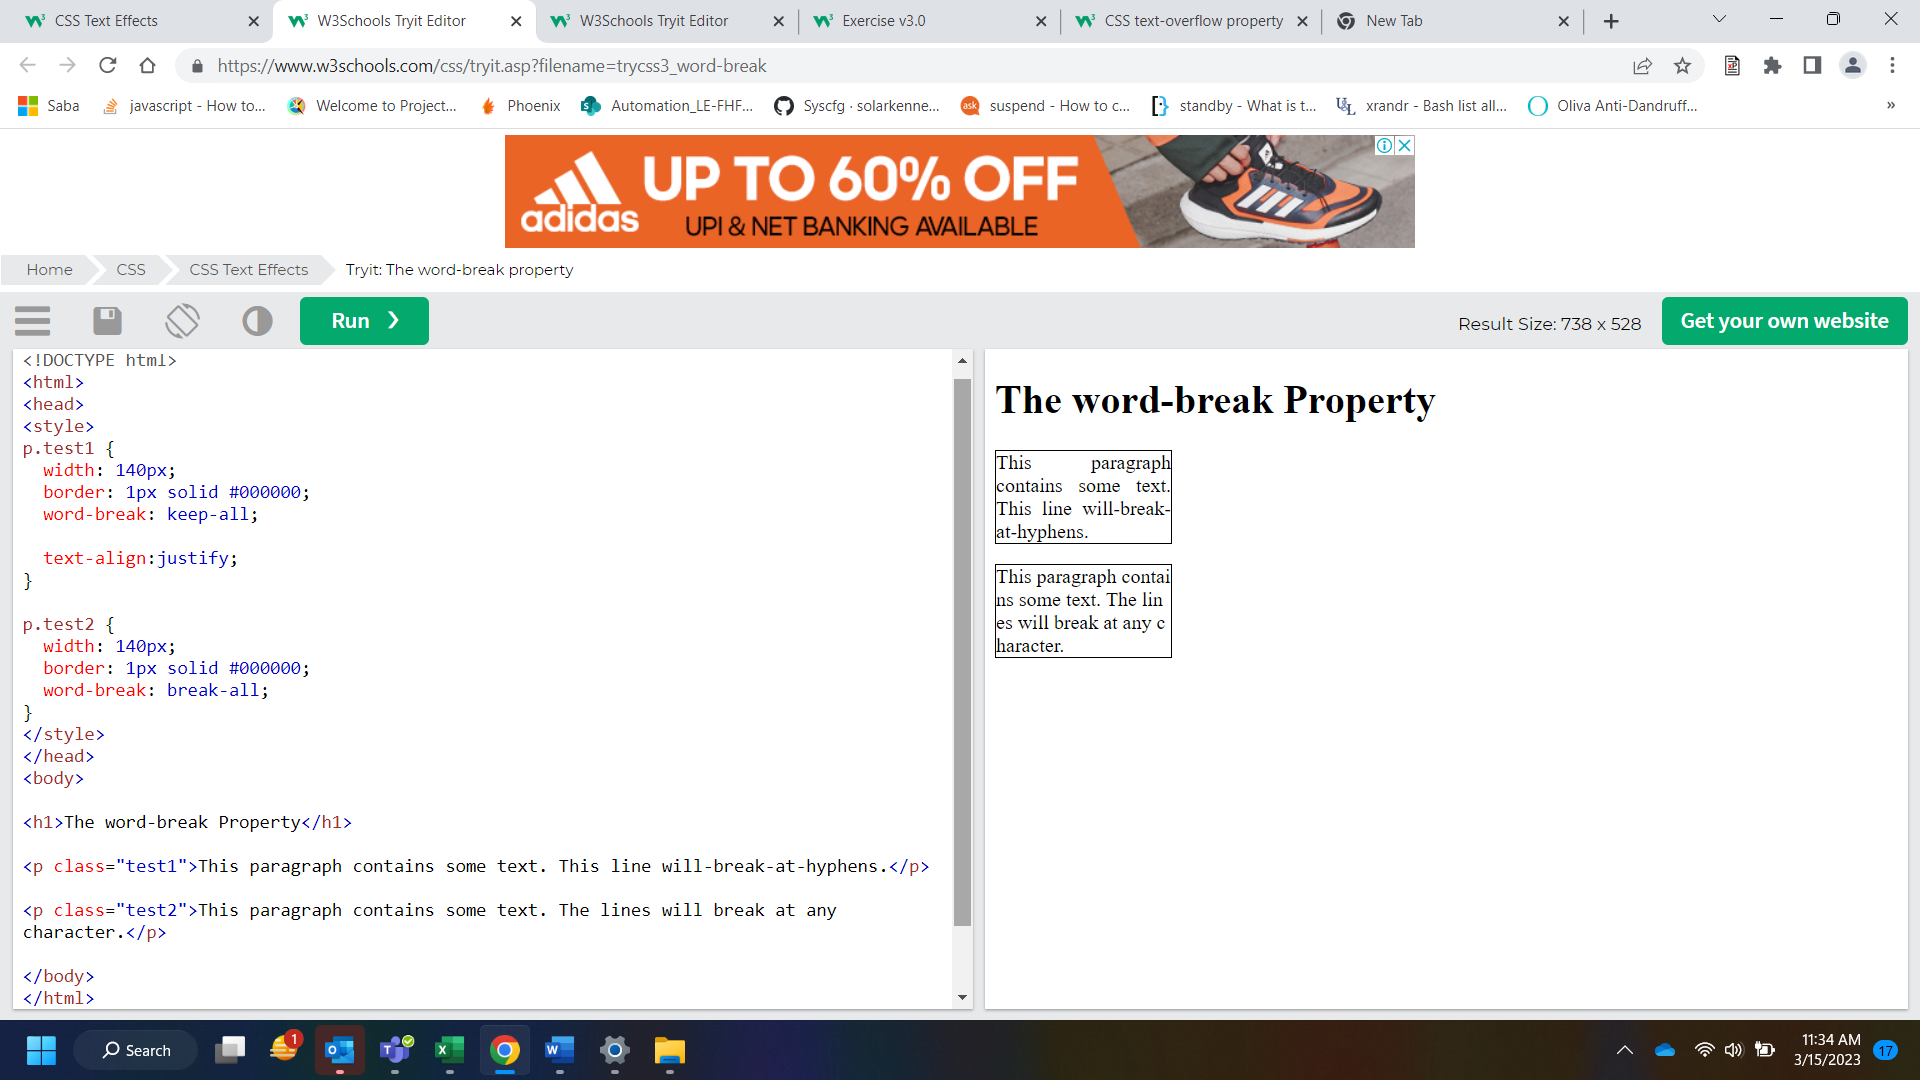 CSS Text Effects
W3Schools Tryit Editor
W3Schools Tryit Editor
Exercise v3.0
CSS text-overflow property
New Tab
https://www.w3schools.com/css/tryit.asp?filename=trycss3_word-break
Saba
javascript - How to...
Welcome to Project...
Phoenix
Automation_LE-FHF...
Syscfg · solarkenne...
suspend - How to c...
standby - What is t...
xrandr - Bash list all...
Oliva Anti-Dandruff...
»
adidas
UP TO 60% OFF
UPI & NET BANKING AVAILABLE
Home
CSS
CSS Text Effects
Tryit: The word-break property
Run ❯
Result Size: 738 x 528
Get your own website
<!DOCTYPE html>
<html>
<head>
<style>
p.test1 {
  width: 140px;
  border: 1px solid #000000;
  word-break: keep-all;
  text-align:justify;
}
p.test2 {
  width: 140px;
  border: 1px solid #000000;
  word-break: break-all;
}
</style>
</head>
<body>
<h1>The word-break Property</h1>
<p class="test1">This paragraph contains some text. This line will-break-at-hyphens.</p>
<p class="test2">This paragraph contains some text. The lines will break at any
character.</p>
</body>
</html>
The word-break Property
This paragraph
contains some text.
This line will-break-
at-hyphens.
This paragraph contai
ns some text. The lin
es will break at any c
haracter.
Search
1
11:34 AM
3/15/2023
17